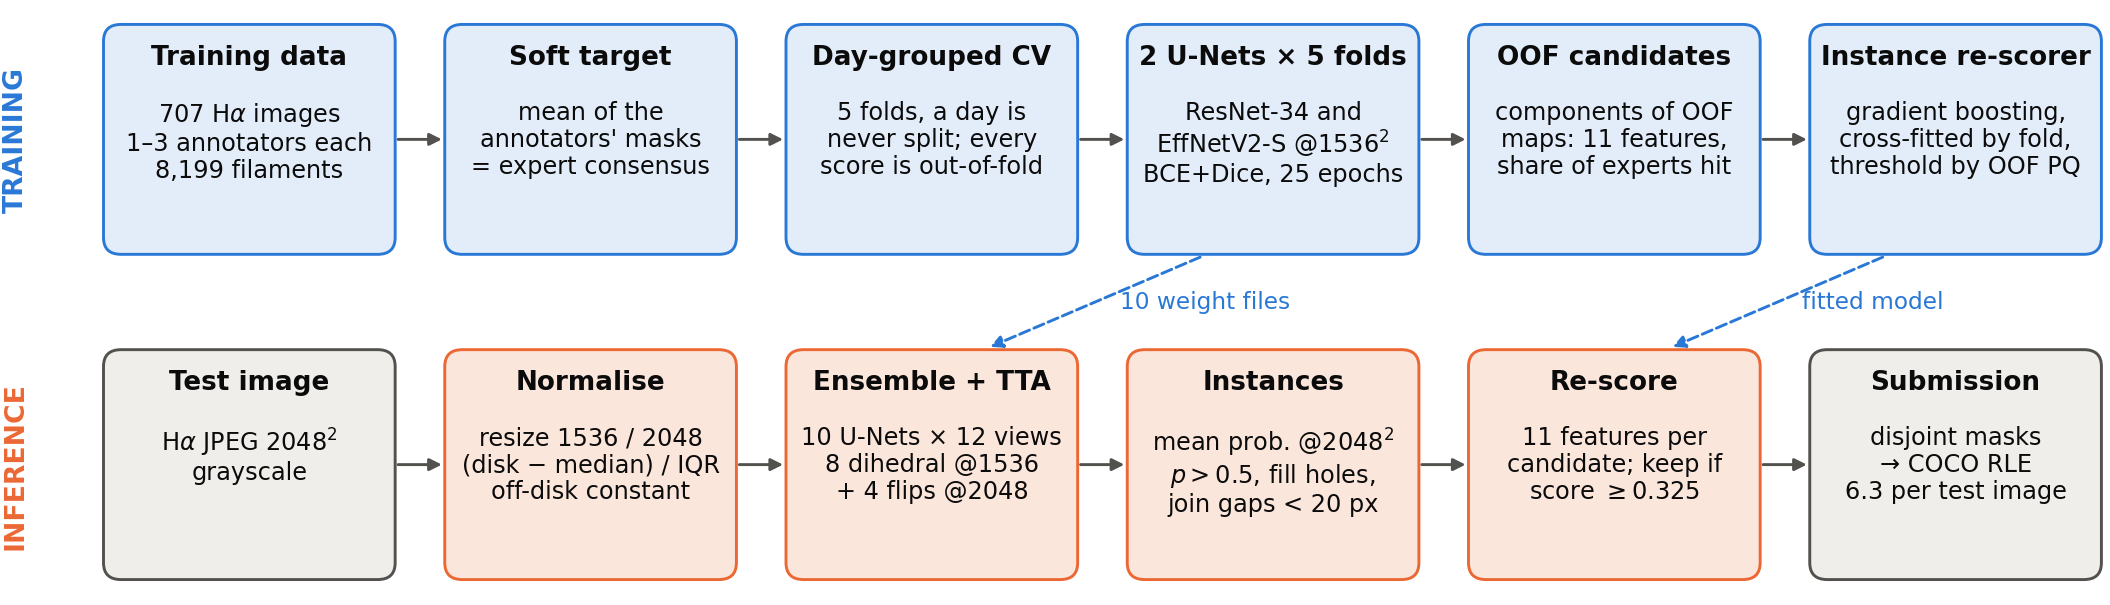 TRAINING
Training data
707 Hα images
1–3 annotators each
8,199 filaments
Soft target
mean of the
annotators' masks
= expert consensus
Day-grouped CV
5 folds, a day is
never split; every
score is out-of-fold
2 U-Nets × 5 folds
ResNet-34 and
EffNetV2-S @1536²
BCE+Dice, 25 epochs
OOF candidates
components of OOF
maps: 11 features,
share of experts hit
Instance re-scorer
gradient boosting,
cross-fitted by fold,
threshold by OOF PQ
10 weight files
fitted model
INFERENCE
Test image
Hα JPEG 2048²
grayscale
Normalise
resize 1536 / 2048
(disk − median) / IQR
off-disk constant
Ensemble + TTA
10 U-Nets × 12 views
8 dihedral @1536
+ 4 flips @2048
Instances
mean prob. @2048²
p > 0.5, fill holes,
join gaps < 20 px
Re-score
11 features per
candidate; keep if
score ≥ 0.325
Submission
disjoint masks
→ COCO RLE
6.3 per test image